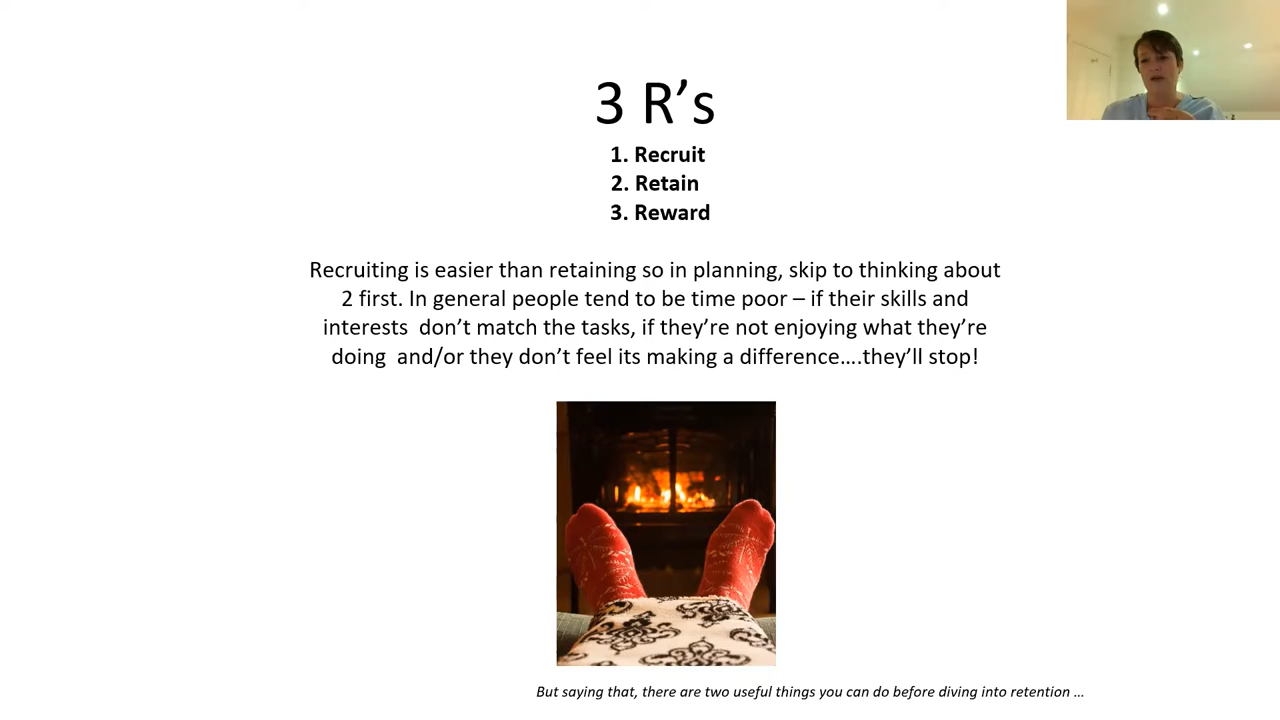 3 R’s
1. Recruit
2. Retain
3. Reward
Recruiting is easier than retaining so in planning, skip to thinking about
2 first. In general people tend to be time poor – if their skills and
interests  don’t match the tasks, if they’re not enjoying what they’re
doing  and/or they don’t feel its making a difference….they’ll stop!
But saying that, there are two useful things you can do before diving into retention …